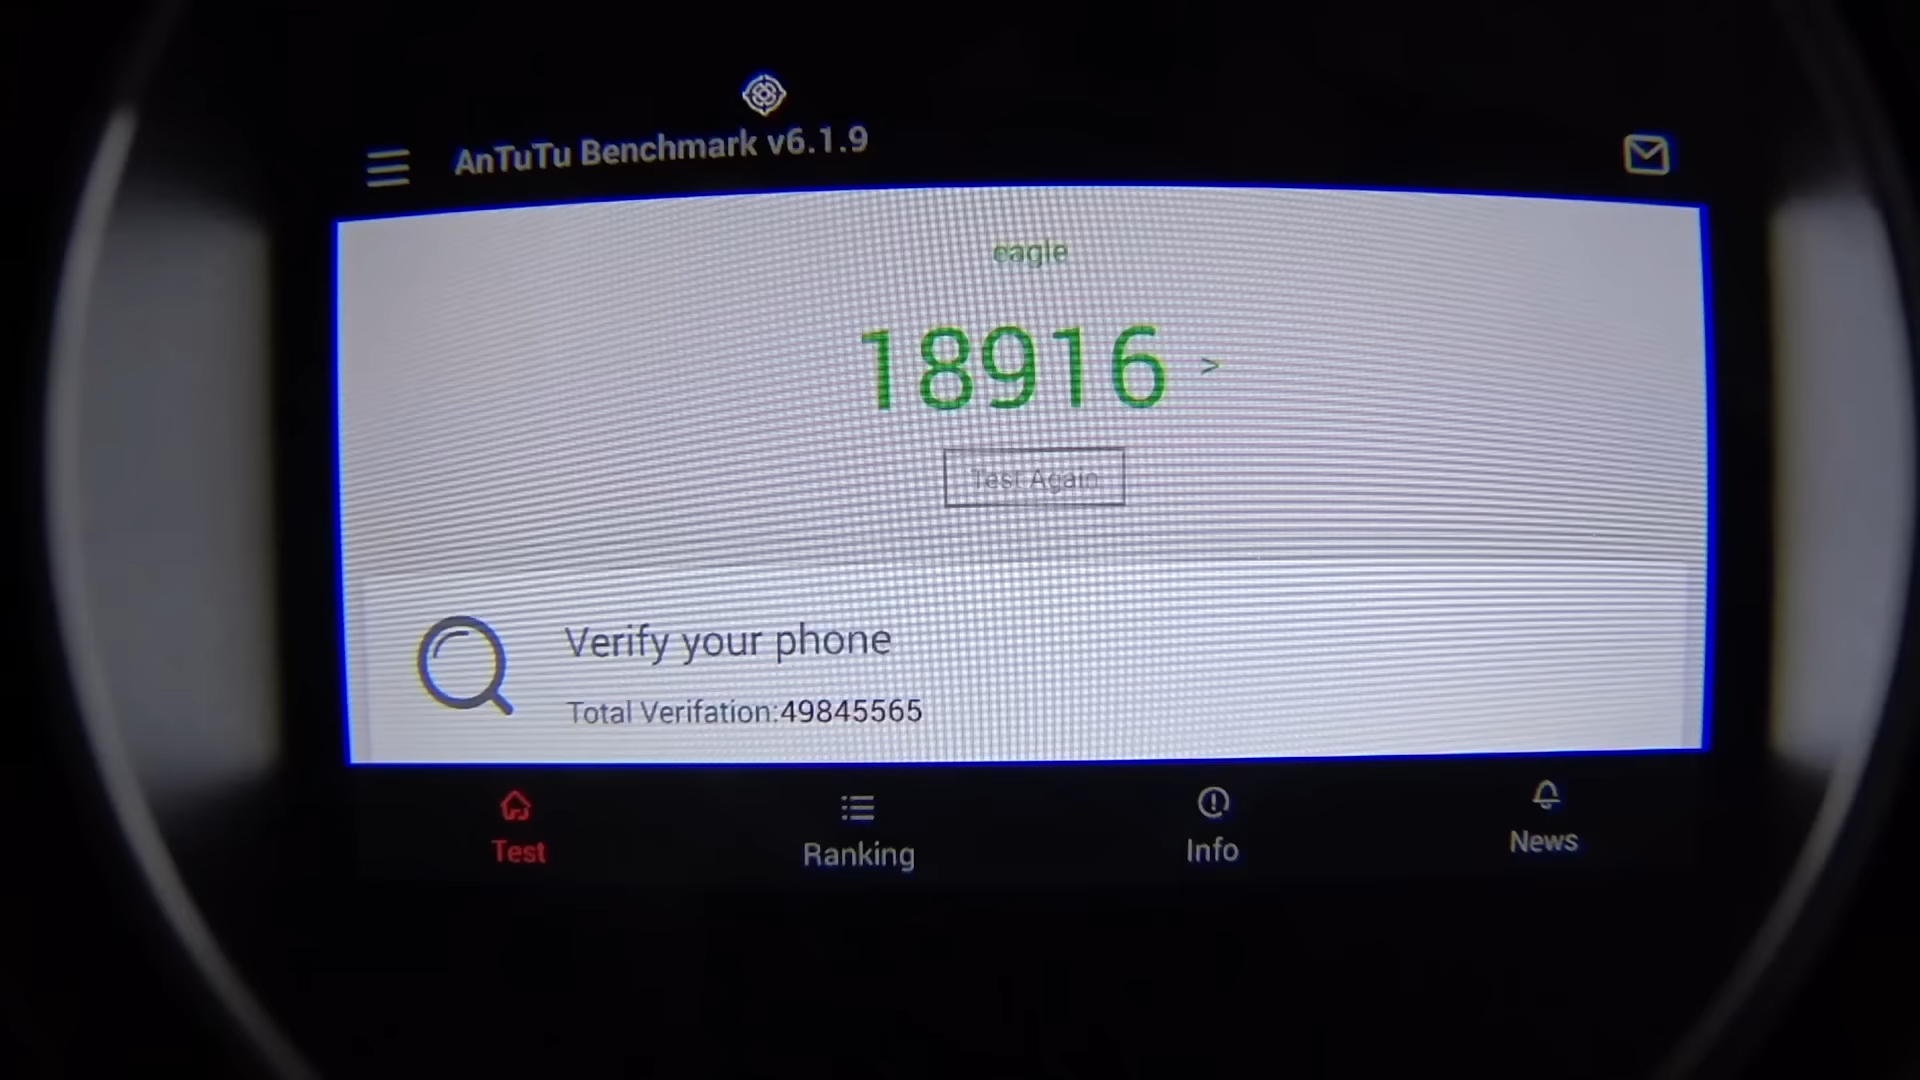 AnTuTu Benchmark v6.1.9
eagle
18916 >
Test Again
Verify your phone
Total Verifation:49845565
Test
Ranking
Info
News